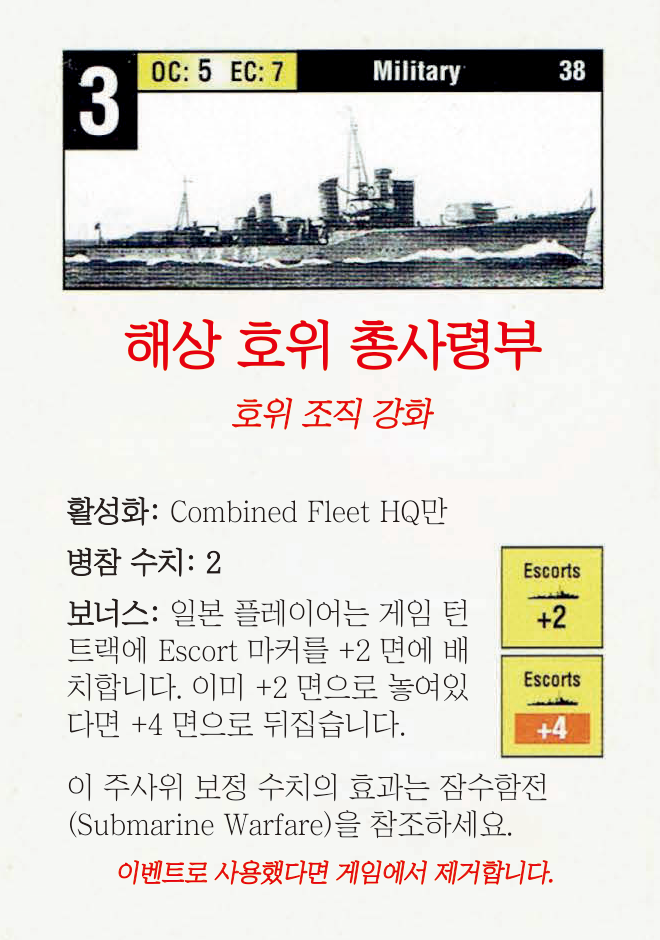 3
OC: 5 EC: 7
Military
38
해상 호위 총사령부
호위 조직 강화
활성화: Combined Fleet HQ만
병참 수치: 2
보너스: 일본 플레이어는 게임 턴
트랙에 Escort 마커를 +2 면에 배
치합니다. 이미 +2 면으로 놓여있
다면 +4 면으로 뒤집습니다.
Escorts
+2
Escorts
+4
이 주사위 보정 수치의 효과는 잠수함전
(Submarine Warfare)을 참조하세요.
이벤트로 사용했다면 게임에서 제거합니다.